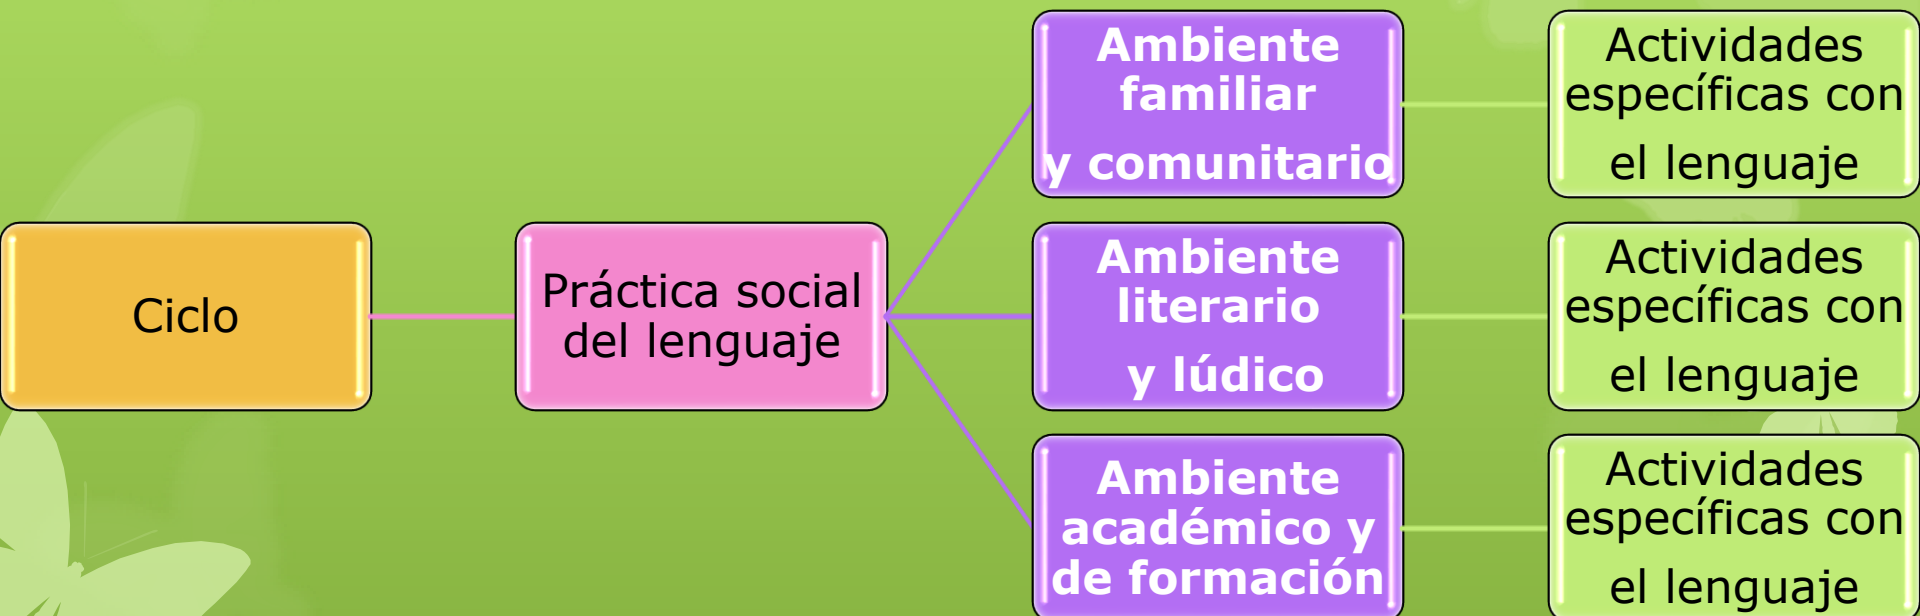 Ciclo
Práctica social
del lenguaje
Ambiente
familiar
y comunitario
Actividades
específicas con
el lenguaje
Ambiente
literario
y lúdico
Actividades
específicas con
el lenguaje
Ambiente
académico y
de formación
Actividades
específicas con
el lenguaje